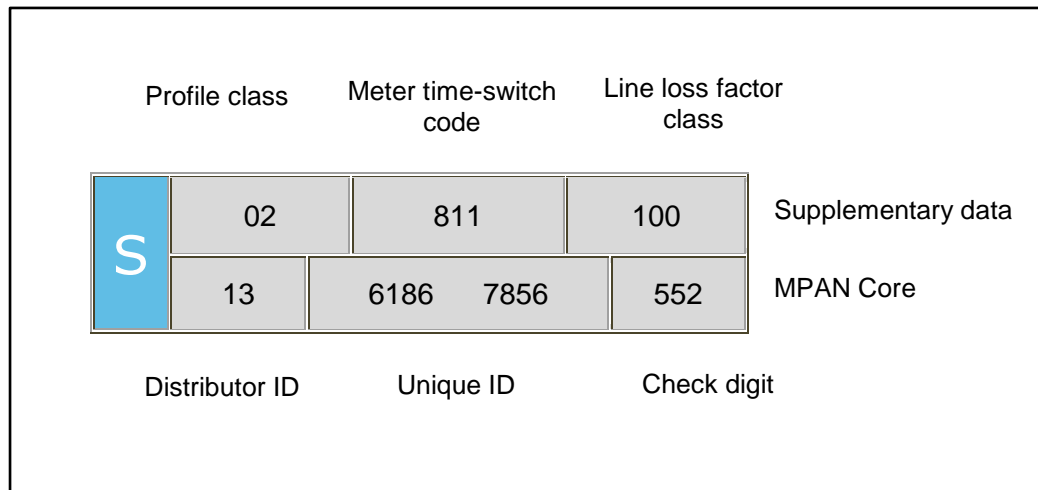 Profile class
Meter time-switch
code
Line loss factor
class
S
02 811 100
Supplementary data
13 6186 7856 552
MPAN Core
Distributor ID
Unique ID
Check digit